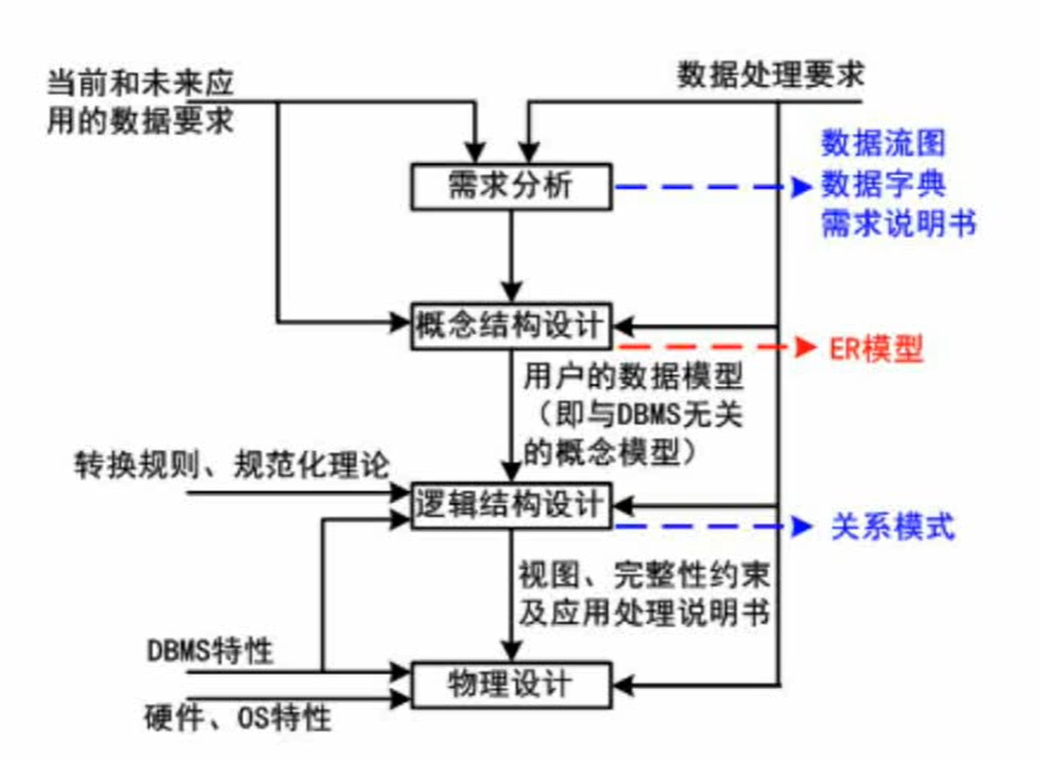 当前和未来应
用的数据要求
数据处理要求
数据流图
数据字典
需求说明书
需求分析
概念结构设计
ER模型
用户的数据模型
（即与DBMS无关
的概念模型）
转换规则、规范化理论
逻辑结构设计
关系模式
视图、完整性约束
及应用处理说明书
DBMS特性
物理设计
硬件、OS特性